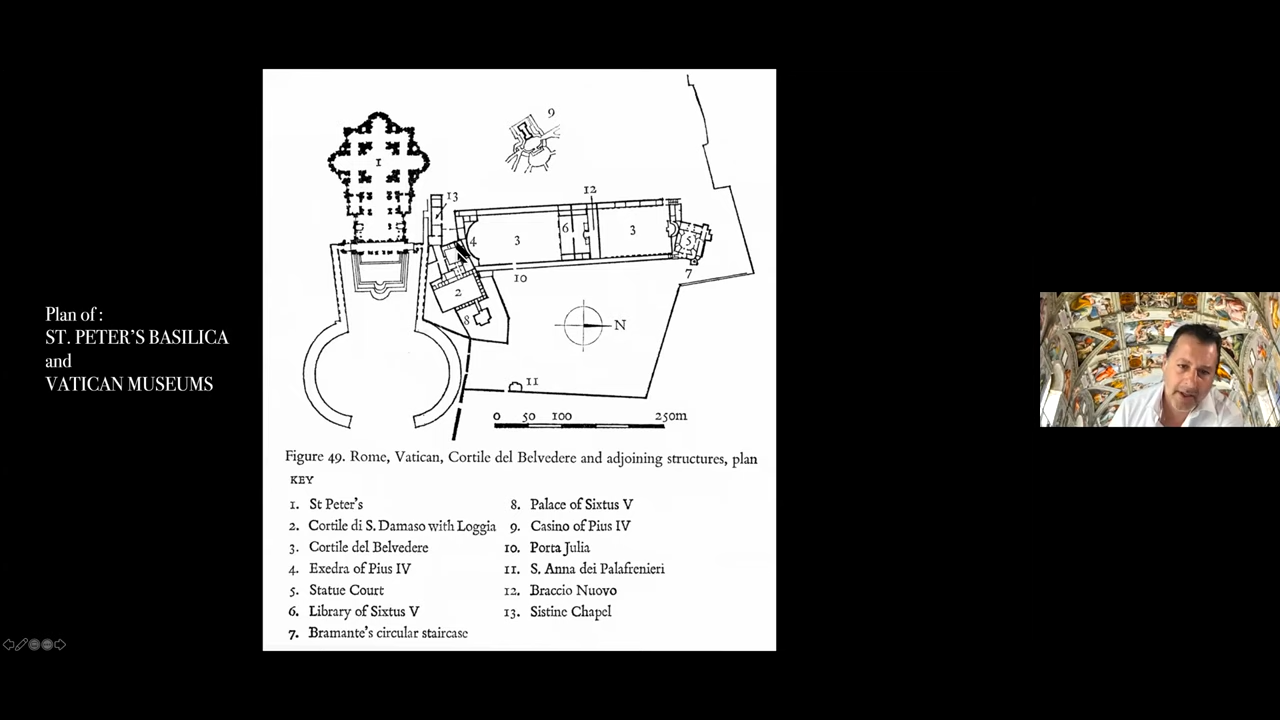 Plan of :
ST. PETER'S BASILICA
and
VATICAN MUSEUMS
9
1
13
12
4
3
6
3
5
7
10
2
8
N
11
0 50 100 250m
Figure 49. Rome, Vatican, Cortile del Belvedere and adjoining structures, plan
KEY
1. St Peter's
2. Cortile di S. Damaso with Loggia
3. Cortile del Belvedere
4. Exedra of Pius IV
5. Statue Court
6. Library of Sixtus V
7. Bramante's circular staircase
8. Palace of Sixtus V
9. Casino of Pius IV
10. Porta Julia
11. S. Anna dei Palafrenieri
12. Braccio Nuovo
13. Sistine Chapel